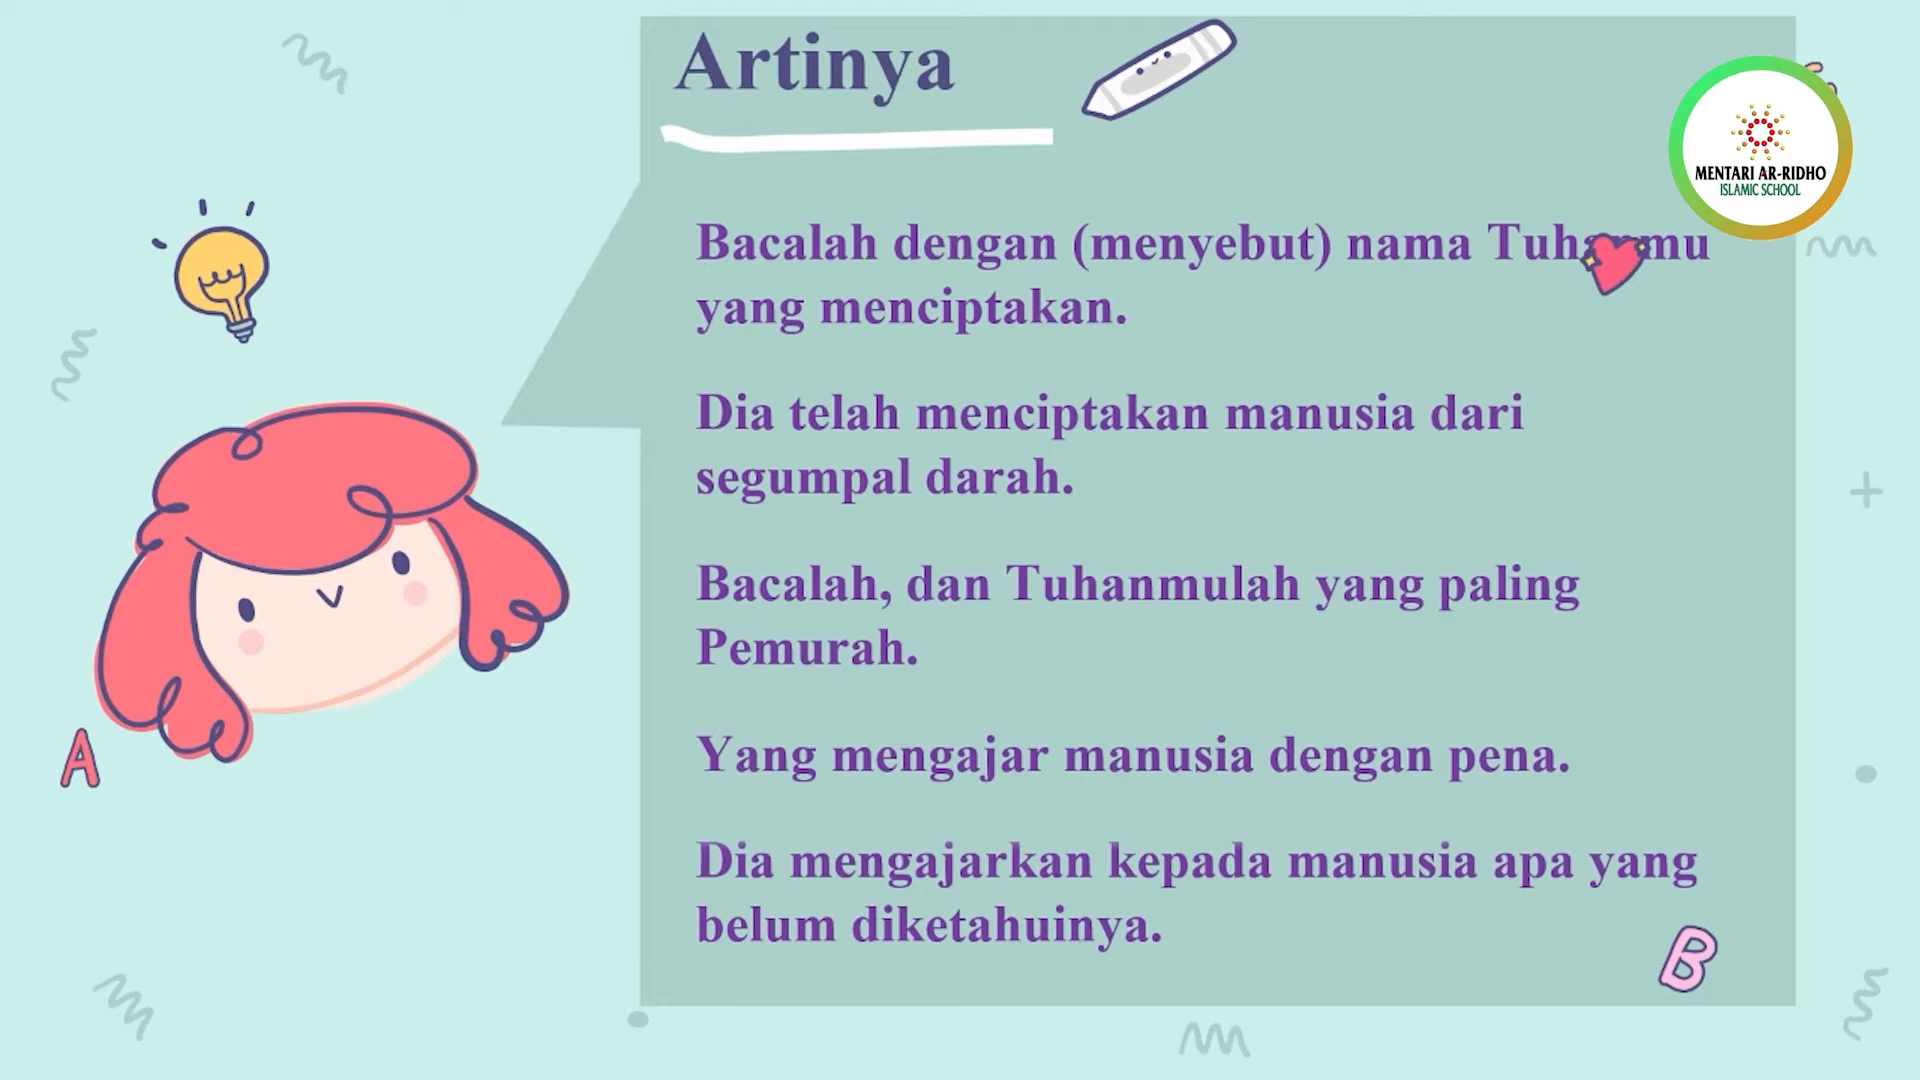 Artinya
MENTARI AR-RIDHO
ISLAMIC SCHOOL
Bacalah dengan (menyebut) nama Tuhanmu
yang menciptakan.
Dia telah menciptakan manusia dari
segumpal darah.
Bacalah, dan Tuhanmulah yang paling
Pemurah.
Yang mengajar manusia dengan pena.
Dia mengajarkan kepada manusia apa yang
belum diketahuinya.
A
B